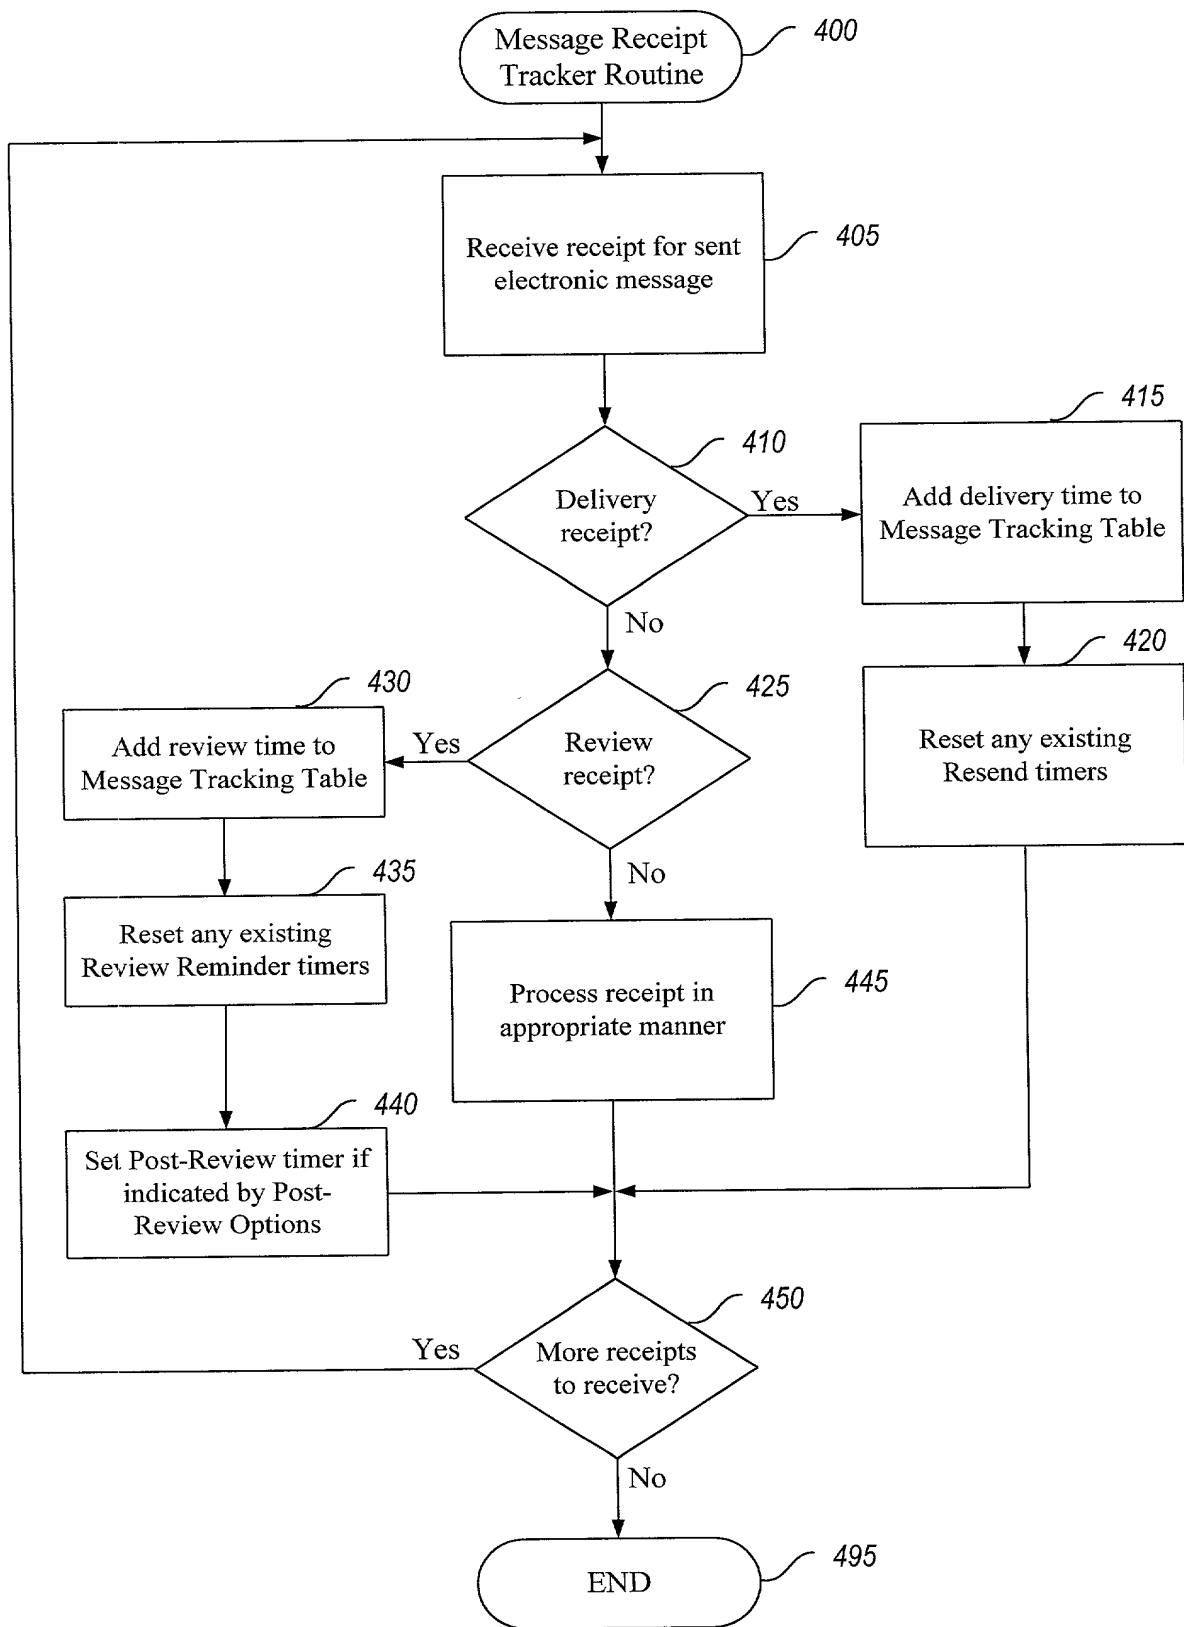 Message Receipt
Tracker Routine
400
Receive receipt for sent
electronic message
405
Delivery
receipt?
410
Yes
Add delivery time to
Message Tracking Table
415
No
Reset any existing
Resend timers
420
Review
receipt?
425
Yes
Add review time to
Message Tracking Table
430
Reset any existing
Review Reminder timers
435
No
Process receipt in
appropriate manner
445
Set Post-Review timer if
indicated by Post-
Review Options
440
More receipts
to receive?
450
Yes
No
END
495